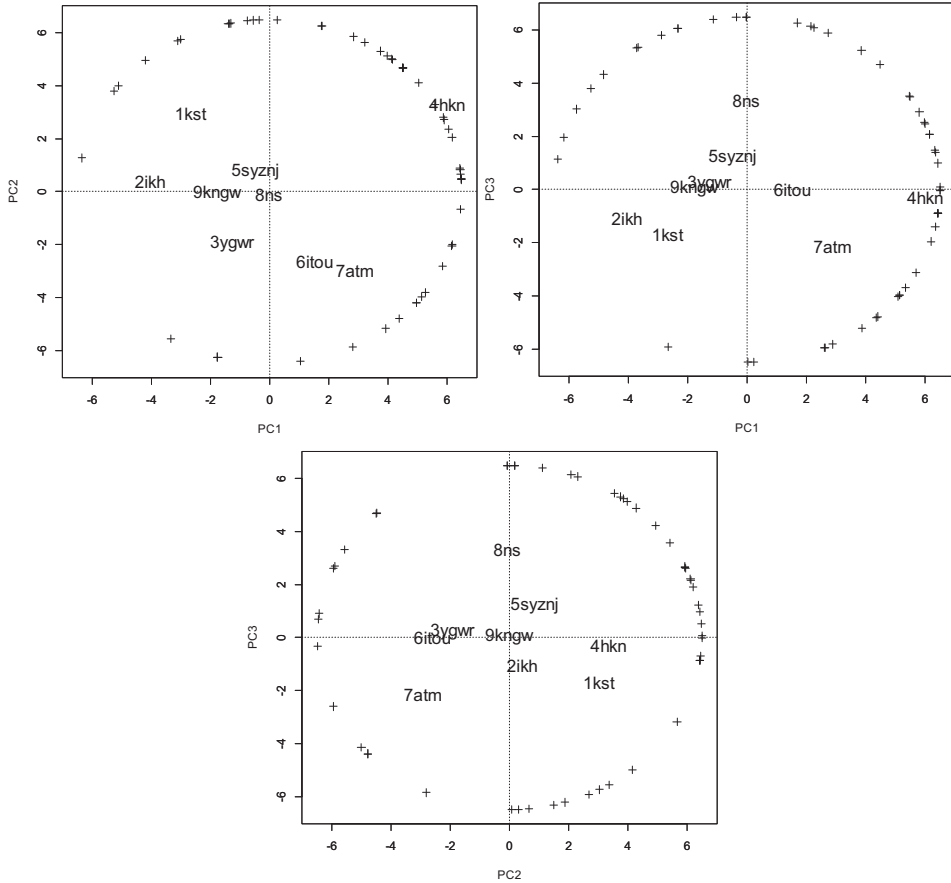 6
4
2
0
-2
-4
-6
PC2
1kst
4hkn
5syznj
2ikh
9kngw
8ns
3ygwr
6itou
7atm
-6 -4 -2 0 2 4 6
PC1
6
4
2
0
-2
-4
-6
PC3
8ns
5syznj
3ygwr
9kngw
6itou
4hkn
2ikh
1kst
7atm
-6 -4 -2 0 2 4 6
PC1
6
4
2
0
-2
-4
-6
PC3
8ns
5syznj
3ygwr
6itou
9kngw
4hkn
2ikh
1kst
7atm
-6 -4 -2 0 2 4 6
PC2